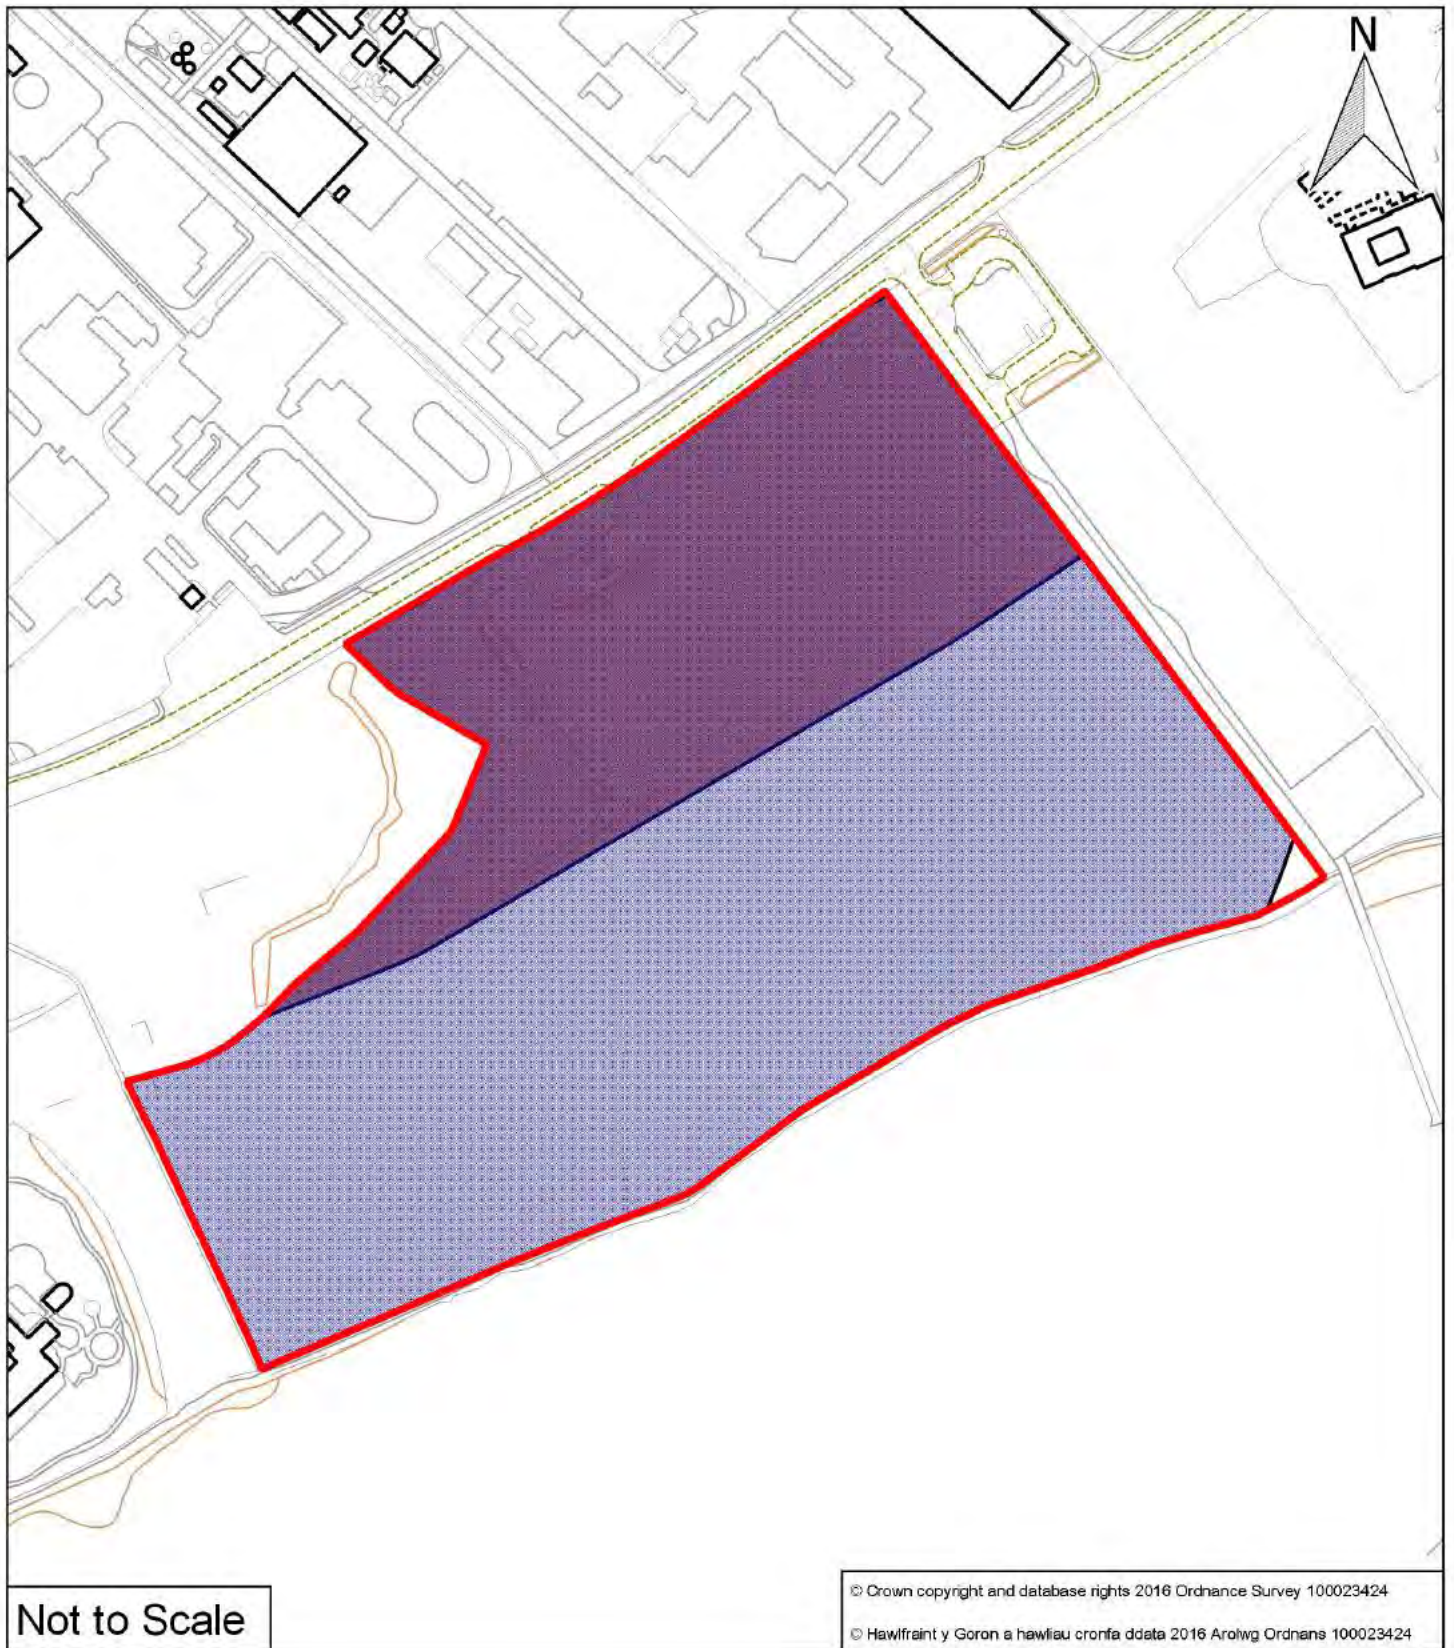 N
Not to Scale
© Crown copyright and database rights 2016 Ordnance Survey 100023424
© Hawlfraint y Goron a hawliau cronfa ddata 2016 Arolwg Ordnans 100023424